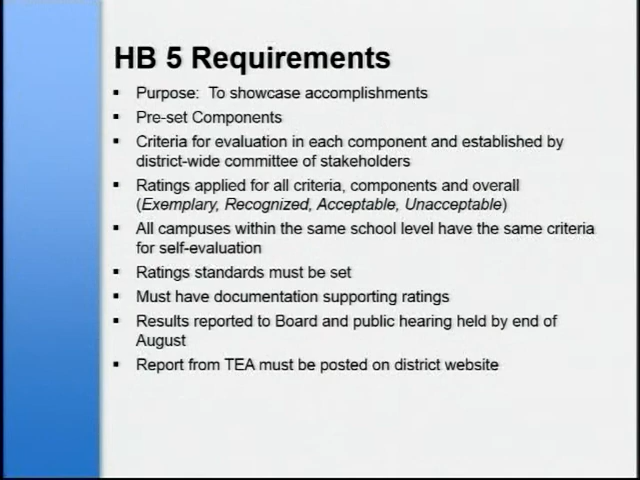 HB 5 Requirements
▪ Purpose: To showcase accomplishments
▪ Pre-set Components
▪ Criteria for evaluation in each component and established by
district-wide committee of stakeholders
▪ Ratings applied for all criteria, components and overall
(Exemplary, Recognized, Acceptable, Unacceptable)
▪ All campuses within the same school level have the same criteria
for self-evaluation
▪ Ratings standards must be set
▪ Must have documentation supporting ratings
▪ Results reported to Board and public hearing held by end of
August
▪ Report from TEA must be posted on district website